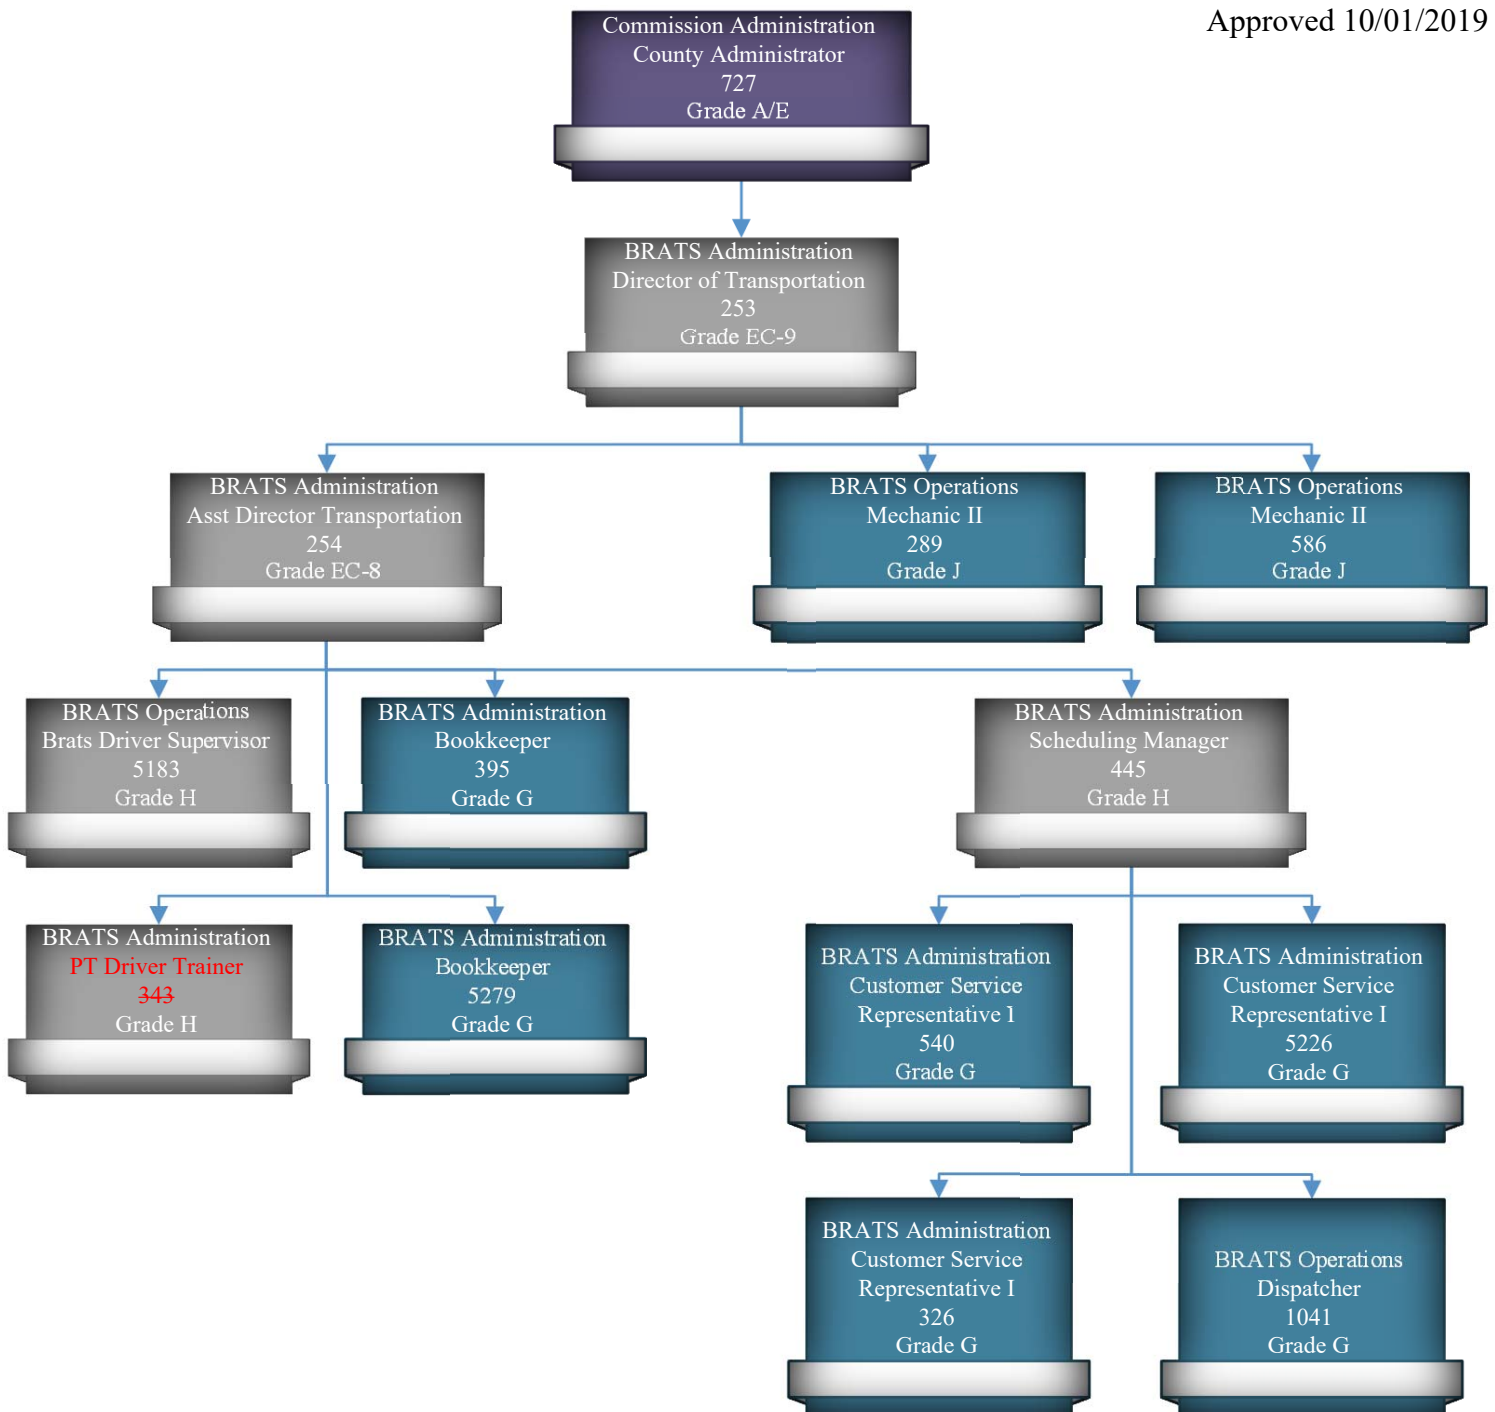 Approved 10/01/2019
Commission Administration
County Administrator
727
Grade A/E
BRATS Administration
Director of Transportation
253
Grade EC-9
BRATS Administration
Asst Director Transportation
254
Grade EC-8
BRATS Operations
Mechanic II
289
Grade J
BRATS Operations
Mechanic II
586
Grade J
BRATS Operations
Brats Driver Supervisor
5183
Grade H
BRATS Administration
Bookkeeper
395
Grade G
BRATS Administration
Scheduling Manager
445
Grade H
BRATS Administration
PT Driver Trainer
343
Grade H
BRATS Administration
Bookkeeper
5279
Grade G
BRATS Administration
Customer Service
Representative I
540
Grade G
BRATS Administration
Customer Service
Representative I
5226
Grade G
BRATS Administration
Customer Service
Representative I
326
Grade G
BRATS Operations
Dispatcher
1041
Grade G